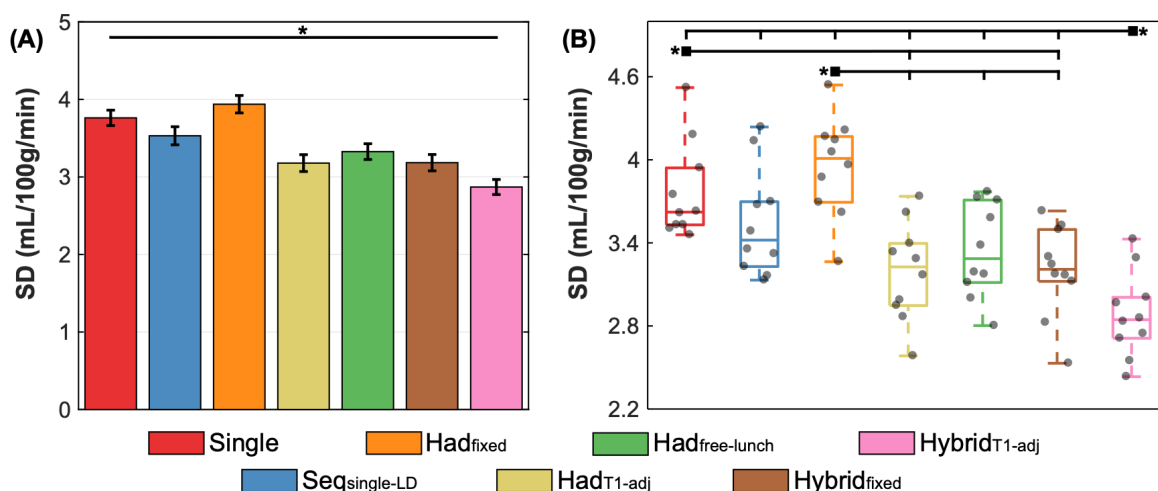 (A)
SD (mL/100g/min)
5
4
3
2
1
0
*
(B)
SD (mL/100g/min)
4.6
4
3.4
2.8
2.2
*
*
*
Single
Hadfixed
Hadfree-lunch
HybridT1-adj
Seqsingle-LD
HadT1-adj
Hybridfixed